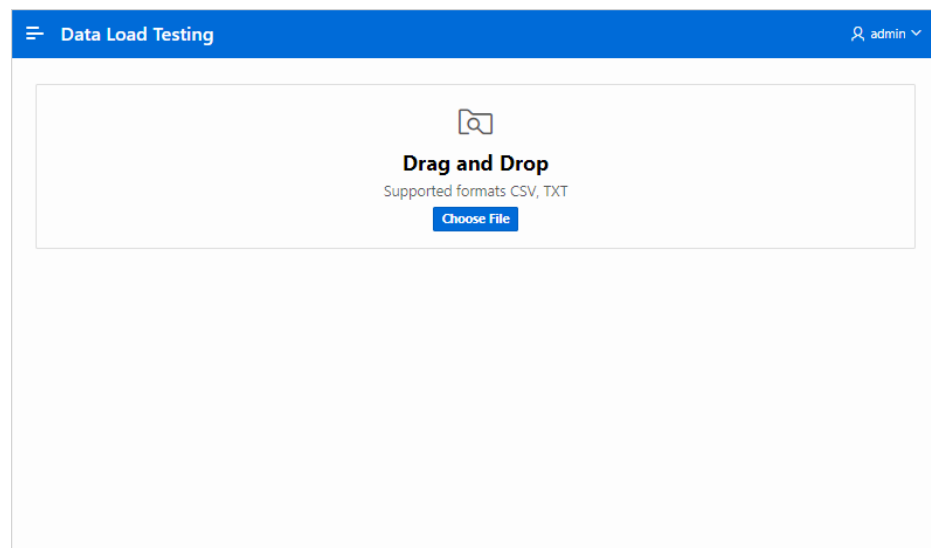 Data Load Testing
admin
Drag and Drop
Supported formats CSV, TXT
Choose File